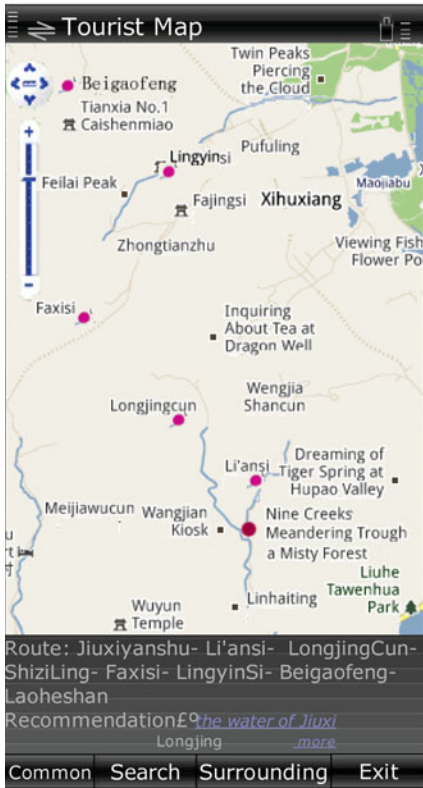 Tourist Map
Twin Peaks
Piercing
the Cloud
Beigaofeng
Tianxia No.1
Caishenmiao
Pufuling
Lingyinsi
Feilai Peak
Maojiabu
Fajingsi
Xihuxiang
Zhongtianzhu
Viewing Fish
Flower Po
Faxisi
Inquiring
About Tea at
Dragon Well
Wengjia
Shancun
Longjingcun
Li'ansi
Dreaming of
Tiger Spring at
Hupao Valley
Meijiawucun
Wangjian
Kiosk
Nine Creeks
Meandering Trough
a Misty Forest
Liuhe
Tawenhua
Park
Linhaiting
Wuyun
Temple
Route: Jiuxiyanshu- Li'ansi- LongjingCun-
ShiziLing- Faxisi- LingyinSi- Beigaofeng-
Laoheshan
Recommendation£º the water of Jiuxi
Longjing more
Common Search Surrounding Exit